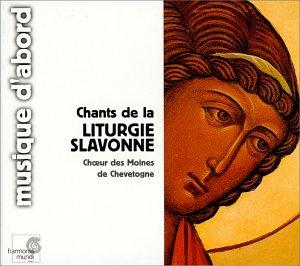 musique d'abord
Chants de la
LITURGIE
SLAVONNE
Chœur des Moines
de Chevetogne
harmonia
mundi